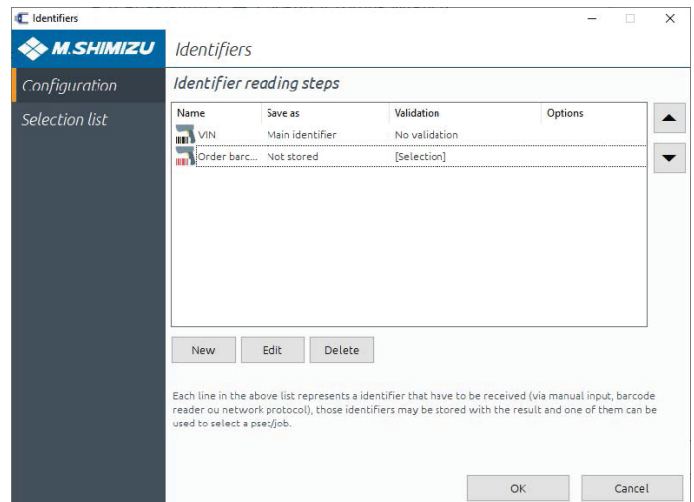 Identifiers
M.SHIMIZU
Identifiers
Configuration
Selection list
Identifier reading steps
Name Save as Validation Options
VIN Main identifier No validation
Order barc... Not stored [Selection]
New Edit Delete
Each line in the above list represents a identifier that have to be received (via manual input, barcode
reader ou network protocol), those identifiers may be stored with the result and one of them can be
used to select a pset/job.
OK Cancel